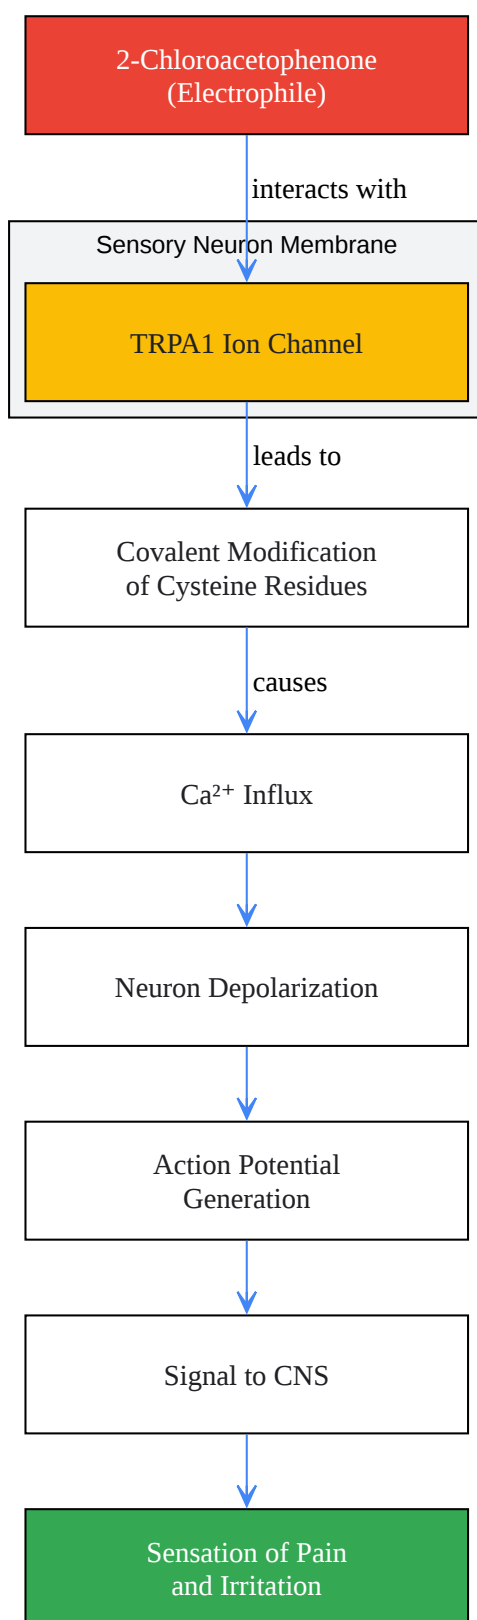 2-Chloroacetophenone
(Electrophile)
interacts with
Sensory Neuron Membrane
TRPA1 Ion Channel
leads to
Covalent Modification
of Cysteine Residues
causes
Ca²⁺ Influx
Neuron Depolarization
Action Potential
Generation
Signal to CNS
Sensation of Pain
and Irritation